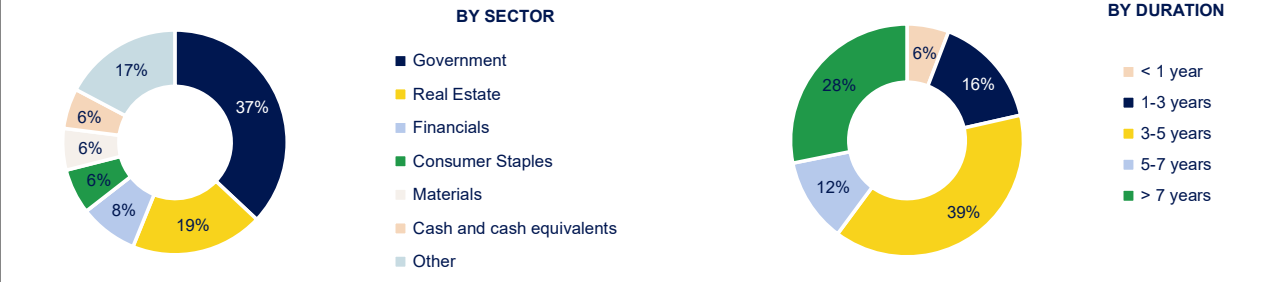 BY SECTOR
37%
19%
8%
6%
6%
6%
17%
Government
Real Estate
Financials
Consumer Staples
Materials
Cash and cash equivalents
Other
BY DURATION
6%
16%
39%
12%
28%
< 1 year
1-3 years
3-5 years
5-7 years
> 7 years